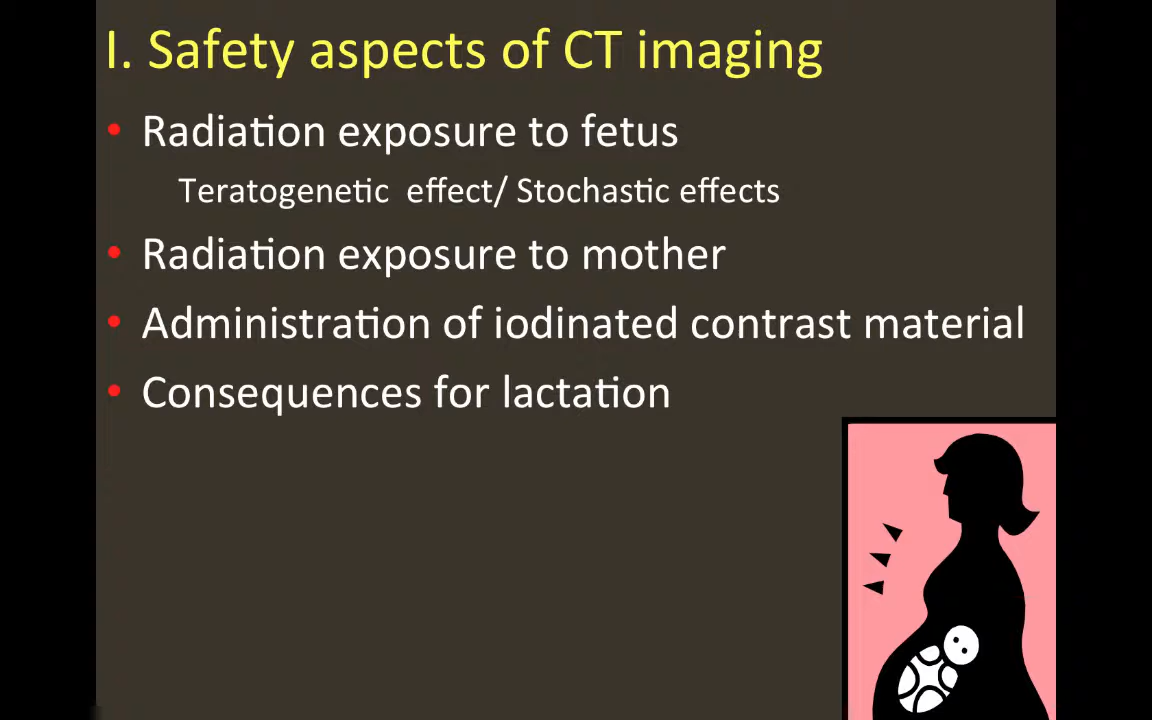 I. Safety aspects of CT imaging
• Radiation exposure to fetus
Teratogenetic effect/ Stochastic effects
• Radiation exposure to mother
• Administration of iodinated contrast material
• Consequences for lactation